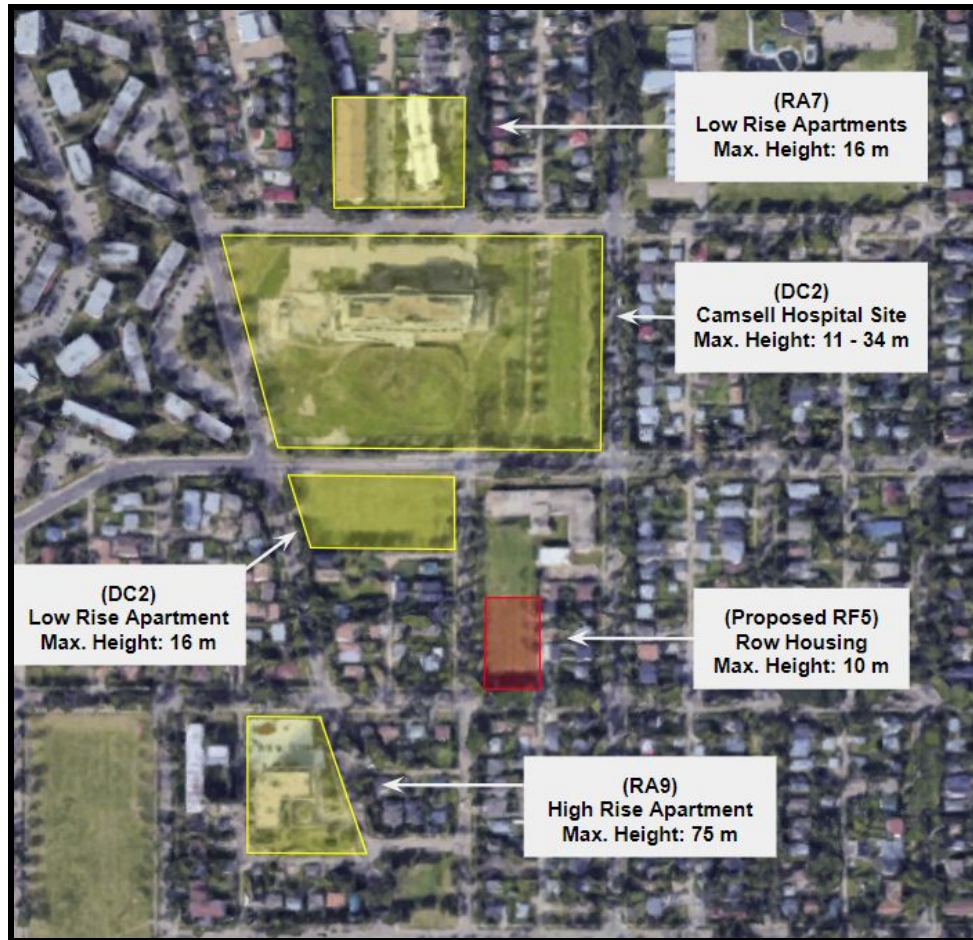 (RA7)
Low Rise Apartments
Max. Height: 16 m
(DC2)
Camsell Hospital Site
Max. Height: 11 - 34 m
(DC2)
Low Rise Apartment
Max. Height: 16 m
(Proposed RF5)
Row Housing
Max. Height: 10 m
(RA9)
High Rise Apartment
Max. Height: 75 m